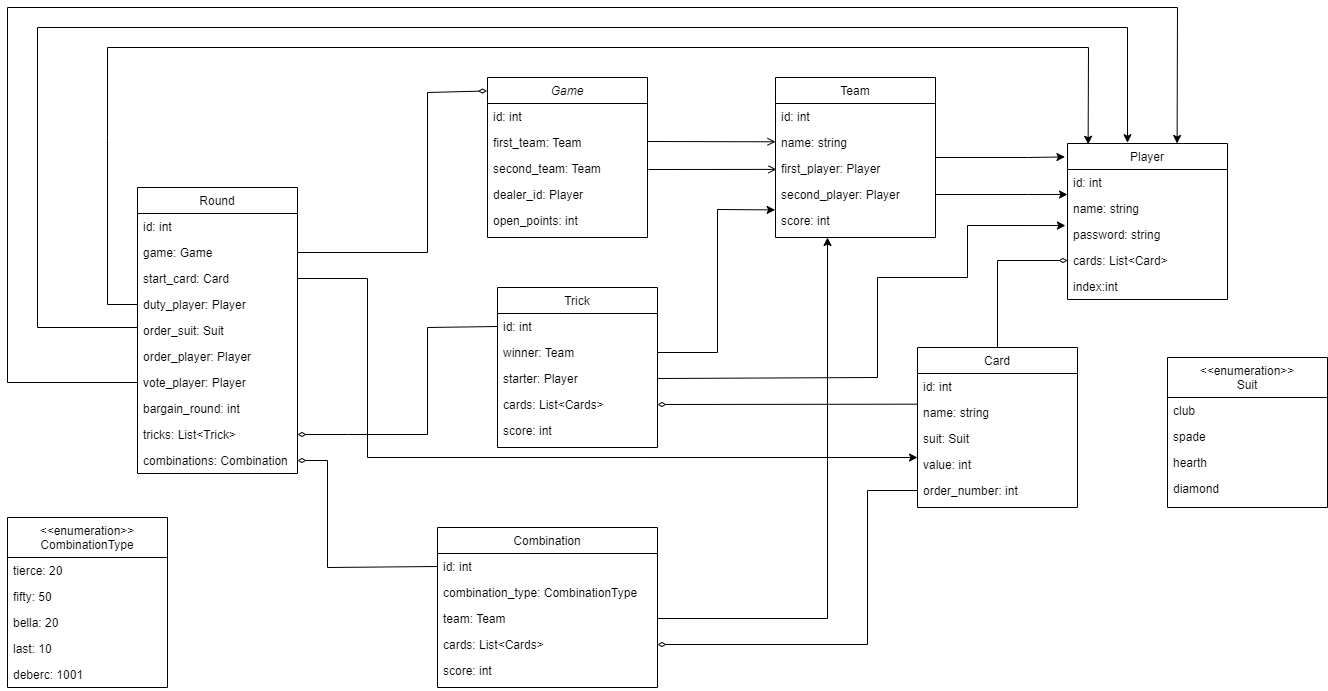 Game
id: int
first_team: Team
second_team: Team
dealer_id: Player
open_points: int
Team
id: int
name: string
first_player: Player
second_player: Player
score: int
Player
id: int
name: string
password: string
cards: List<Card>
index:int
Round
id: int
game: Game
start_card: Card
duty_player: Player
order_suit: Suit
order_player: Player
vote_player: Player
bargain_round: int
tricks: List<Trick>
combinations: Combination
Trick
id: int
winner: Team
starter: Player
cards: List<Cards>
score: int
Card
id: int
name: string
suit: Suit
value: int
order_number: int
<<enumeration>>
Suit
club
spade
hearth
diamond
<<enumeration>>
CombinationType
tierce: 20
fifty: 50
bella: 20
last: 10
deberc: 1001
Combination
id: int
combination_type: CombinationType
team: Team
cards: List<Cards>
score: int